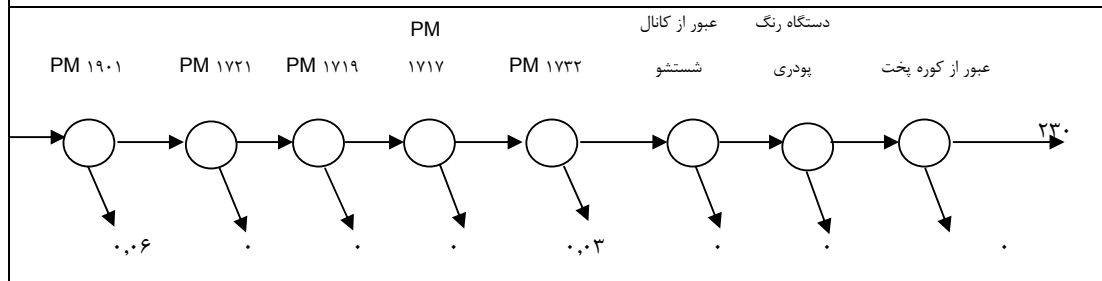 PM ۱۹۰۱
PM ۱۷۲۱
PM ۱۷۱۹
PM
۱۷۱۷
PM ۱۷۳۲
عبور از کانال
شستشو
دستگاه رنگ
پودری
عبور از کوره پخت
۲۳۰
۰,۰۶
۰
۰
۰
۰,۰۳
۰
۰
۰